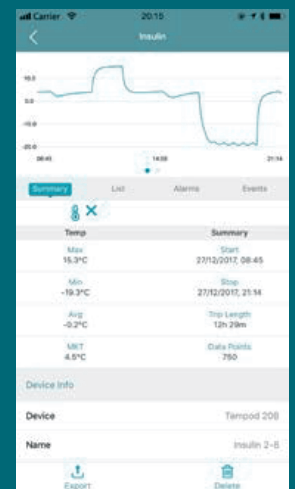 Carrier 20:15
Insulin
10.0
0.0
-10.0
-20.0
08:45 14:59 21:14
Summary List Alarms Events
Temp Summary
Max Start
15.3°C 27/12/2017, 08:45
Min Stop
-19.3°C 27/12/2017, 21:14
Avg Trip Length
-0.2°C 12h 29m
MKT Data Points
4.5°C 750
Device Info
Device Tempod 20B
Name Insulin 2-8
Export Delete